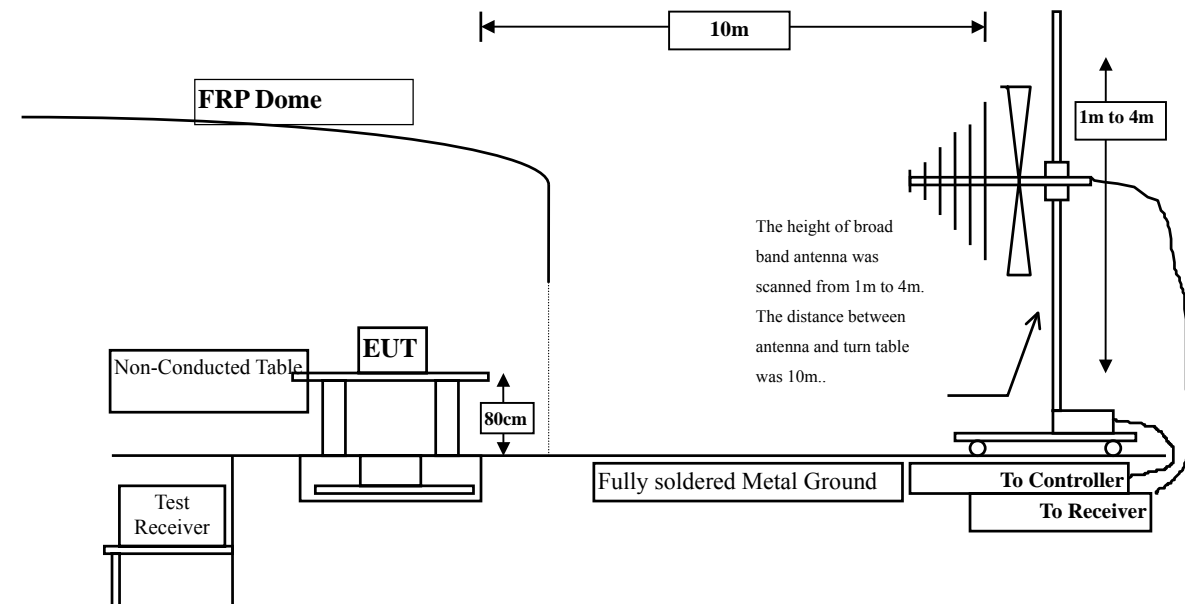 10m
FRP Dome
1m to 4m
The height of broad
band antenna was
scanned from 1m to 4m.
The distance between
antenna and turn table
was 10m..
EUT
Non-Conducted Table
80cm
Fully soldered Metal Ground
To Controller
To Receiver
Test
Receiver